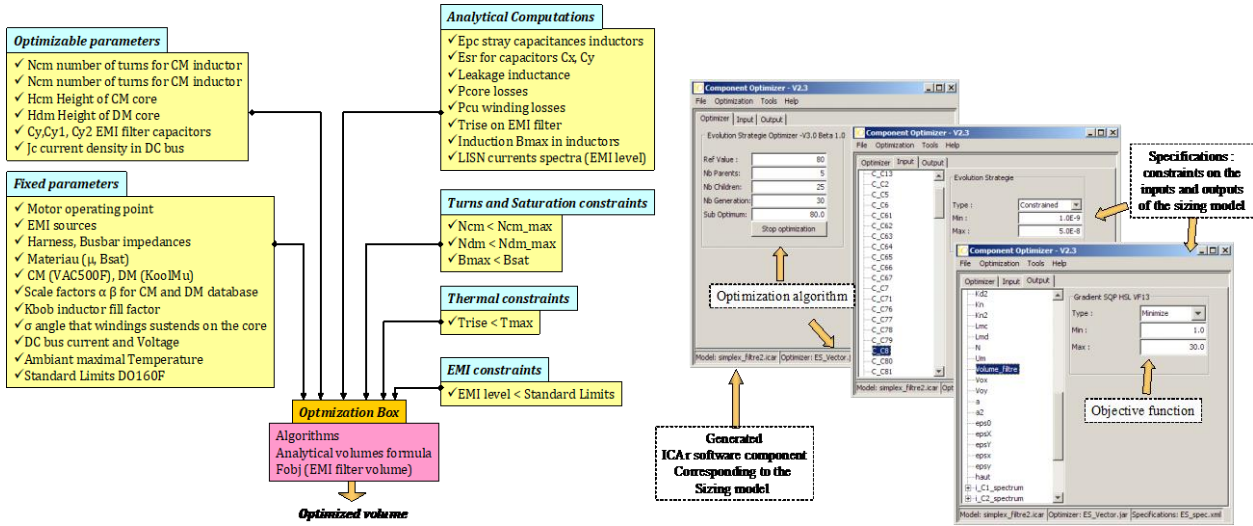 Optimizable parameters
✓ Ncm number of turns for CM inductor
✓ Ncm number of turns for CM inductor
✓ Hcm Height of CM core
✓ Hdm Height of DM core
✓ Cy,Cy1, Cy2 EMI filter capacitors
✓ Jc current density in DC bus
Fixed parameters
✓ Motor operating point
✓ EMI sources
✓ Harness, Busbar impedances
✓ Materiau (μ, Bsat)
✓ CM (VAC500F), DM (KoolMu)
✓ Scale factors α β for CM and DM database
✓ Kbob inductor fill factor
✓ σ angle that windings sustends on the core
✓ DC bus current and Voltage
✓ Ambiant maximal Temperature
✓ Standard Limits DO160F
Analytical Computations
✓ Epc stray capacitances inductors
✓ Esr for capacitors Cx, Cy
✓ Leakage inductance
✓ Pcore losses
✓ Pcu winding losses
✓ Trise on EMI filter
✓ Induction Bmax in inductors
✓ LISN currents spectra (EMI level)
Turns and Saturation constraints
✓ Ncm < Ncm_max
✓ Ndm < Ndm_max
✓ Bmax < Bsat
Thermal constraints
✓ Trise < Tmax
EMI constraints
✓ EMI level < Standard Limits
Optmization Box
Algorithms
Analytical volumes formula
Fobj (EMI filter volume)
Optimized volume
Component Optimizer - V2.3
File Optimization Tools Help
Optimizer Input Output
Evolution Strategie Optimizer -V3.0 Beta 1.0
Ref Value : 80
Nb Parents: 5
Nb Children: 25
Nb Generation: 30
Sub Optimum: 80.0
Stop optimization
Optimization algorithm
Model: simplex_filtre2.icar Optimizer: ES_Vector.j
Generated
ICAr software component
Corresponding to the
Sizing model
Component Optimizer - V2.3
File Optimization Tools Help
Optimizer Input Output
C_C13
C_C2
C_C5
C_C6
C_C61
C_C62
C_C63
C_C64
C_C65
C_C66
C_C67
C_C7
C_C71
C_C76
C_C77
C_C78
C_C79
C_C8
C_C80
C_C81
Evolution Strategie
Type : Constrained
Min : 1.0E-9
Max : 5.0E-8
Model: simplex_filtre2.icar Opt
Specifications :
constraints on the
inputs and outputs
of the sizing model
Component Optimizer - V2.3
File Optimization Tools Help
Optimizer Input Output
Kd2
Kn
Kn2
Lmc
Lmd
N
Um
Volume_filtre
Vox
Voy
a
a2
eps0
epsX
epsY
epsx
epsy
haut
i_C1_spectrum
i_C2_spectrum
Gradient SQP HSL VF13
Type : Minimize
Min : 1.0
Max : 30.0
Objective function
Model: simplex_filtre2.icar Optimizer: ES_Vector.jar Specifications: ES_spec.xml